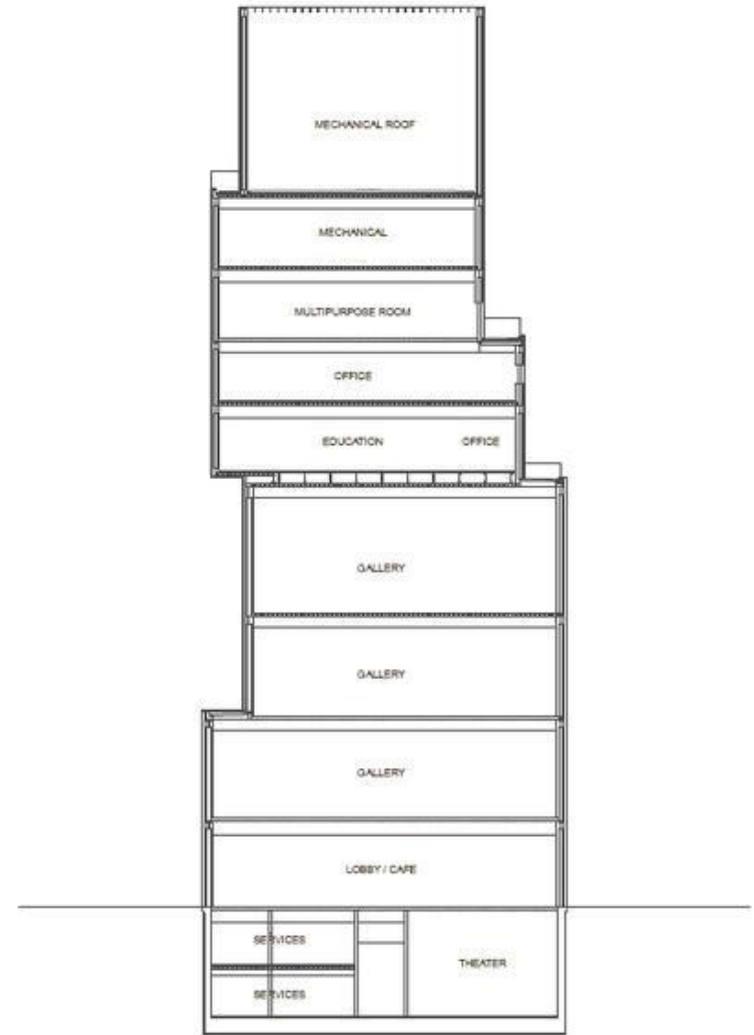 MECHANICAL ROOF
MECHANICAL
MULTIPURPOSE ROOM
OFFICE
EDUCATION OFFICE
GALLERY
GALLERY
GALLERY
LOBBY / CAFE
SERVICES
THEATER
SERVICES